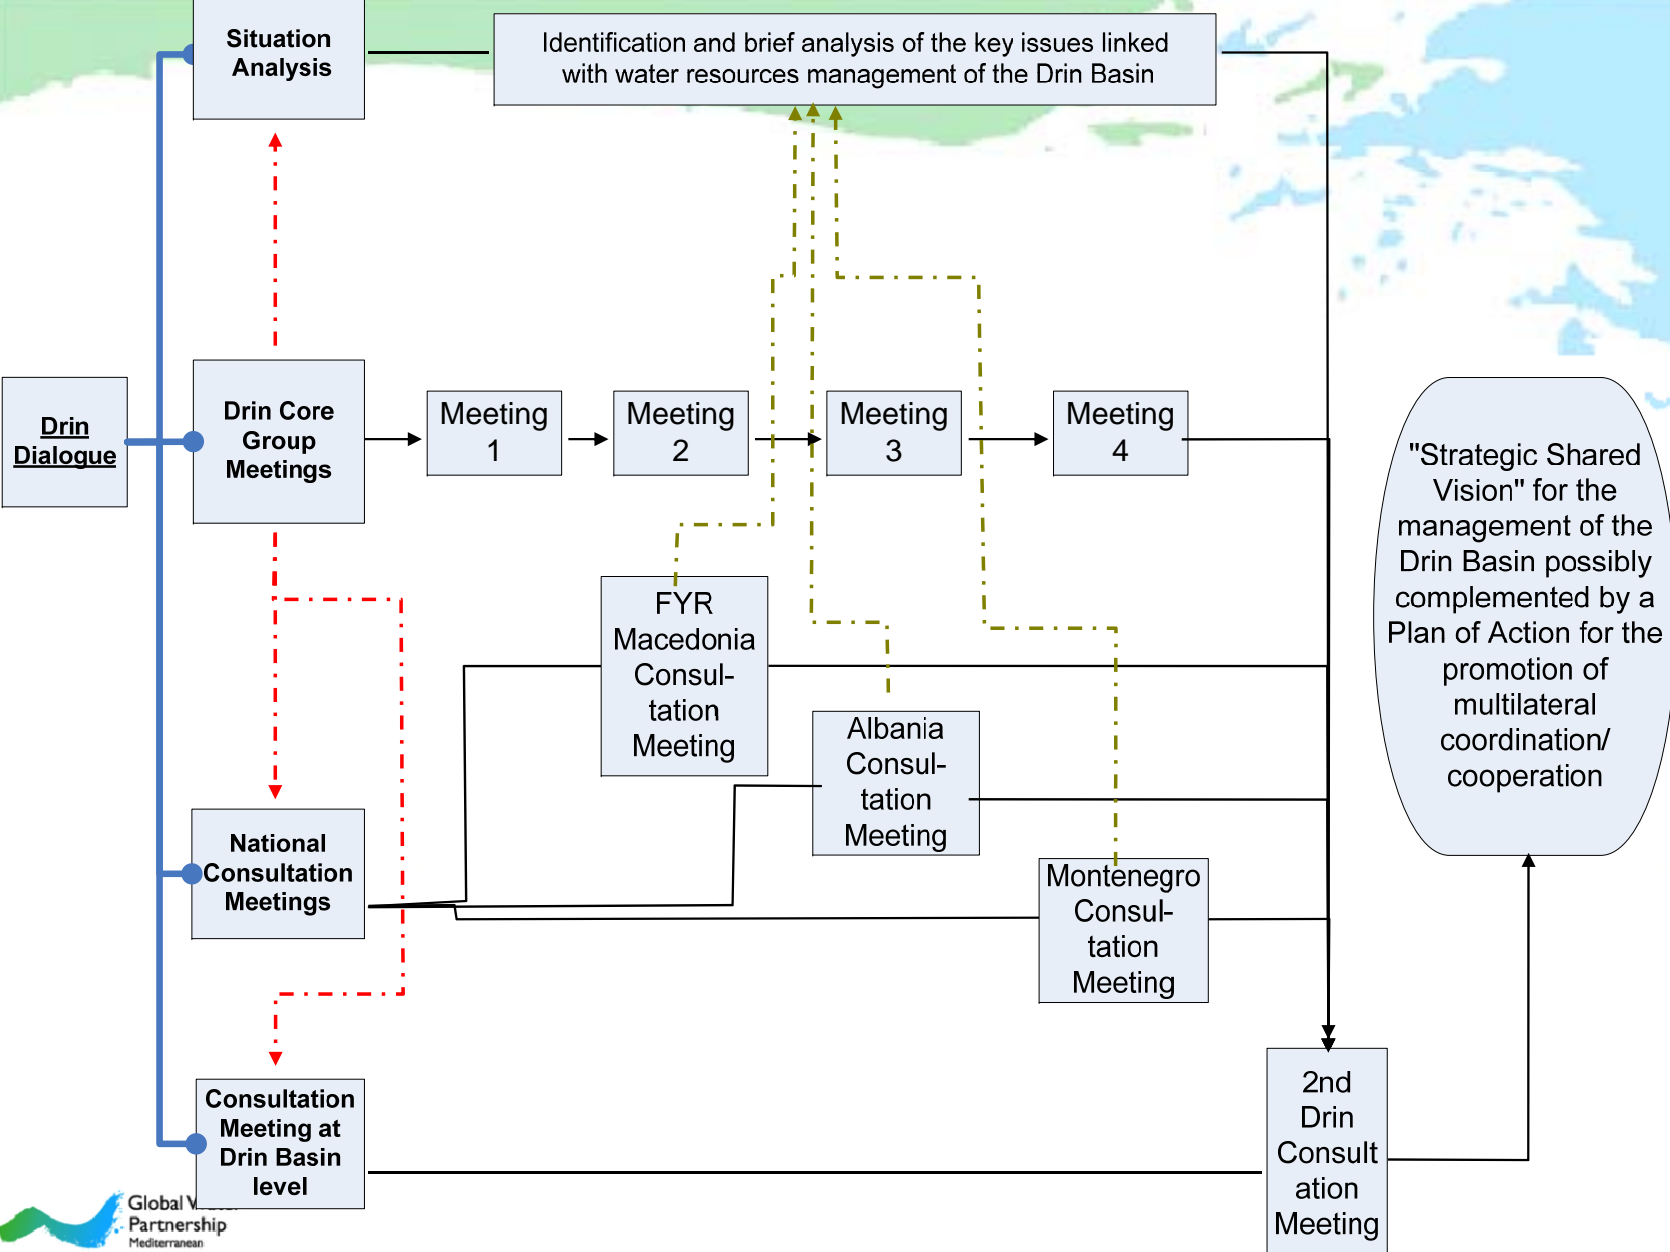 Situation
Analysis
Identification and brief analysis of the key issues linked
with water resources management of the Drin Basin
Drin
Dialogue
Drin Core
Group
Meetings
Meeting
1
Meeting
2
Meeting
3
Meeting
4
"Strategic Shared
Vision" for the
management of the
Drin Basin possibly
complemented by a
Plan of Action for the
promotion of
multilateral
coordination/
cooperation
FYR
Macedonia
Consul-
tation
Meeting
Albania
Consul-
tation
Meeting
Montenegro
Consul-
tation
Meeting
National
Consultation
Meetings
Consultation
Meeting at
Drin Basin
level
2nd
Drin
Consult
ation
Meeting
Global
Partnership
Mediterranean